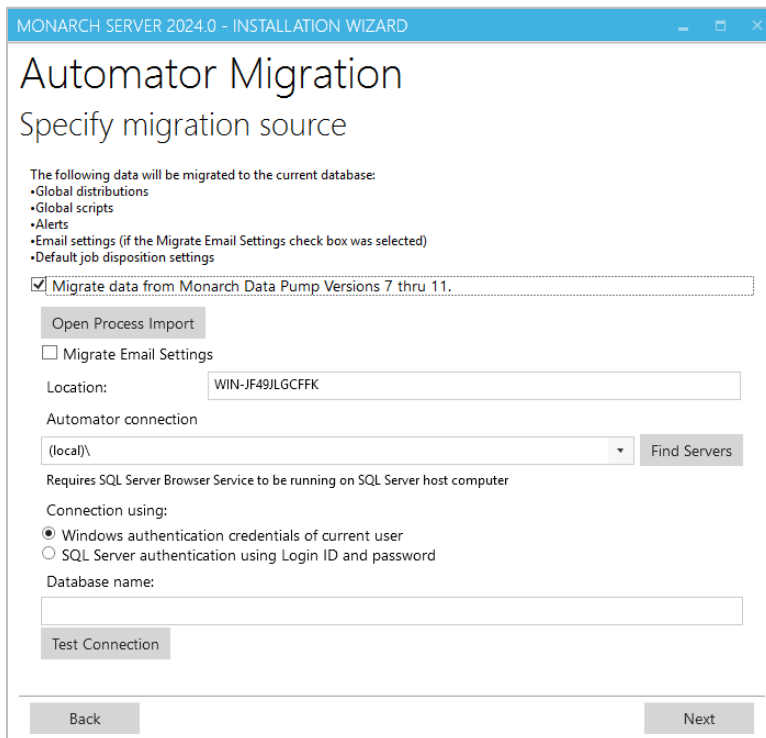 MONARCH SERVER 2024.0 - INSTALLATION WIZARD
Automator Migration
Specify migration source
The following data will be migrated to the current database:
•Global distributions
•Global scripts
•Alerts
•Email settings (if the Migrate Email Settings check box was selected)
•Default job disposition settings
Migrate data from Monarch Data Pump Versions 7 thru 11.
Open Process Import
Migrate Email Settings
Location: WIN-JF49JLGCFFK
Automator connection
(local)\ Find Servers
Requires SQL Server Browser Service to be running on SQL Server host computer
Connection using:
Windows authentication credentials of current user
SQL Server authentication using Login ID and password
Database name:
Test Connection
Back Next